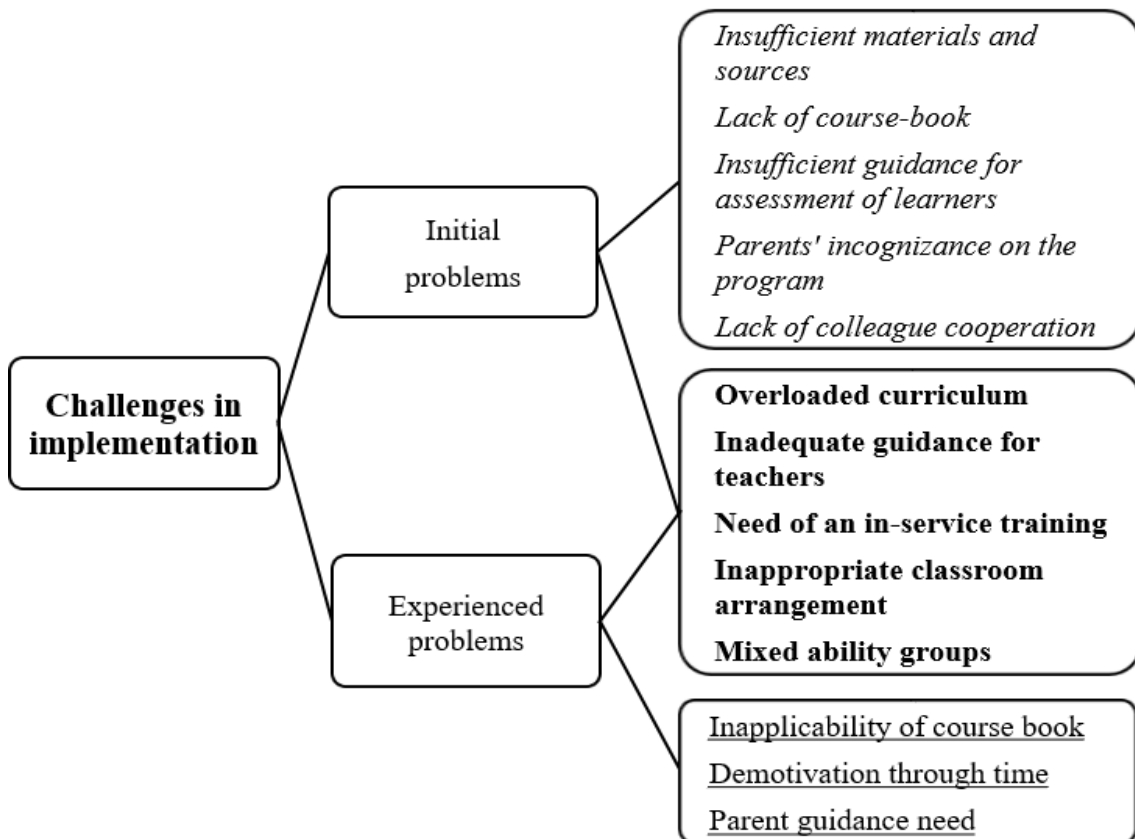 Challenges in
implementation
Initial
problems
Experienced
problems
Insufficient materials and
sources
Lack of course-book
Insufficient guidance for
assessment of learners
Parents' incognizance on the
program
Lack of colleague cooperation
Overloaded curriculum
Inadequate guidance for
teachers
Need of an in-service training
Inappropriate classroom
arrangement
Mixed ability groups
Inapplicability of course book
Demotivation through time
Parent guidance need